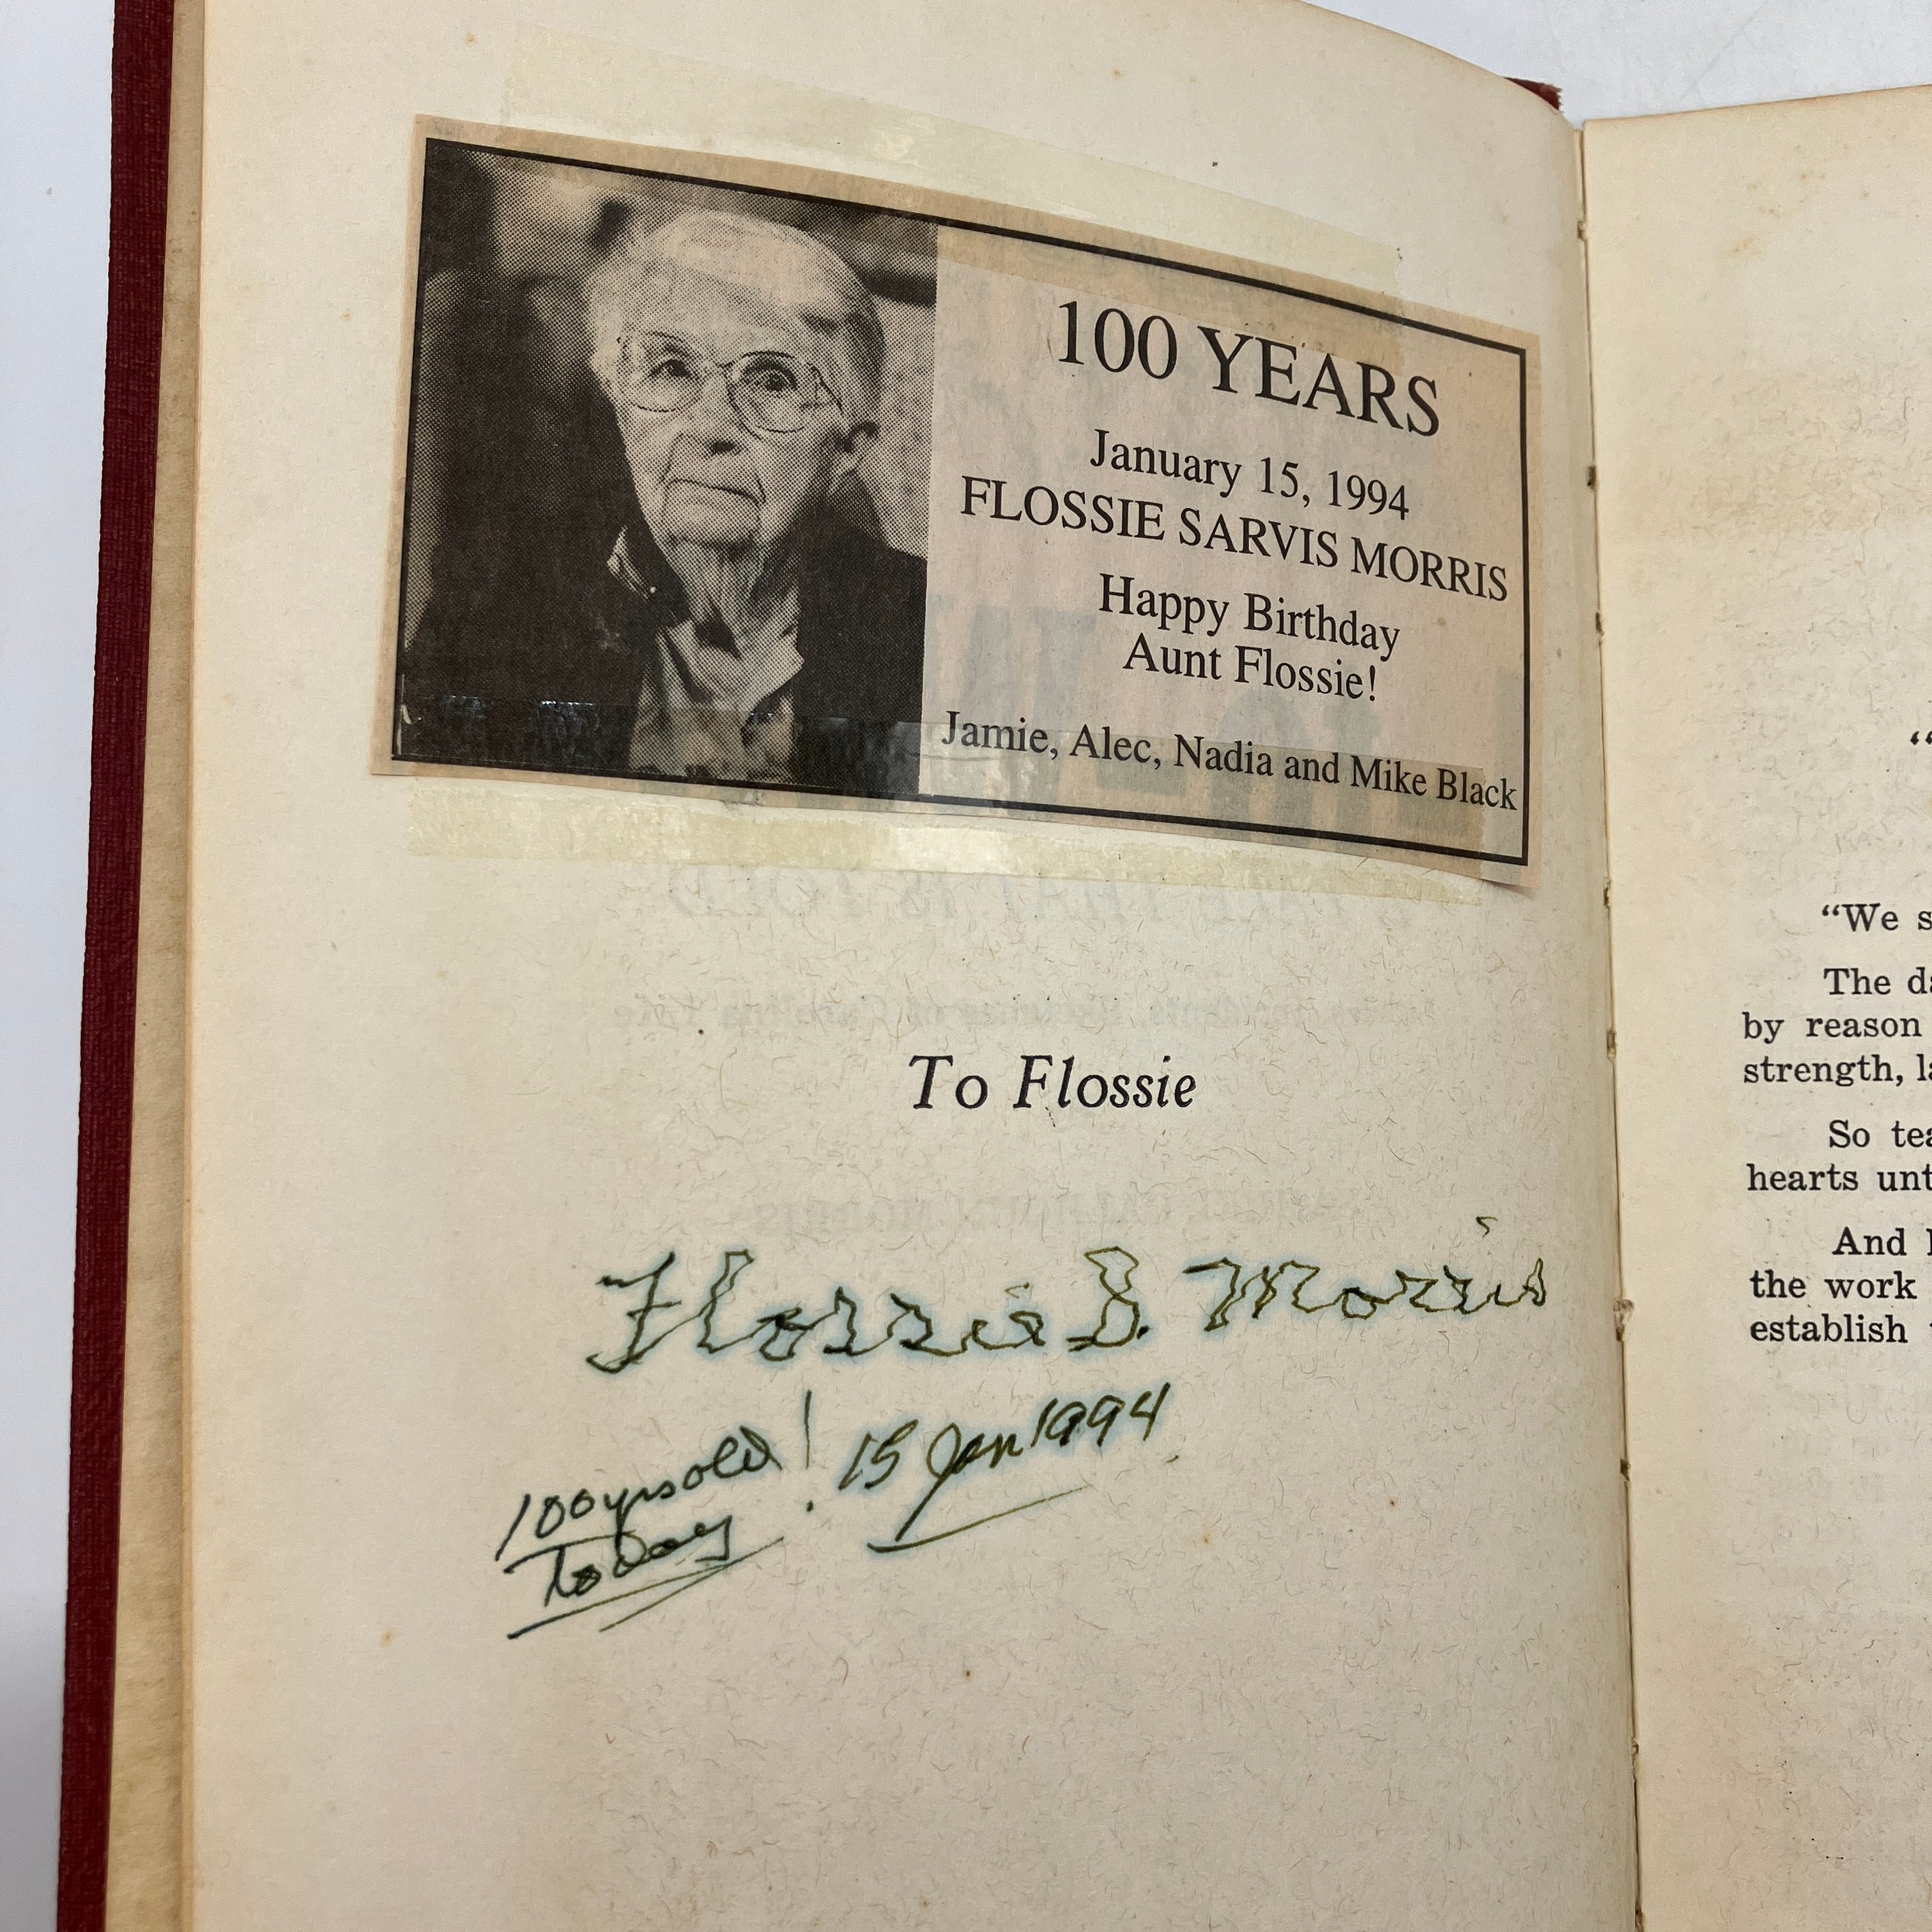 100 YEARS
January 15, 1994
FLOSSIE SARVIS MORRIS
Happy Birthday
Aunt Flossie!
Jamie, Alec, Nadia and Mike Black
To Flossie
Flossie S. Morris
100 yrs old! 15 Jan 1994
Today
“
“We s
The da
by reason
strength, la
So tea
hearts unt
And
the work
establish